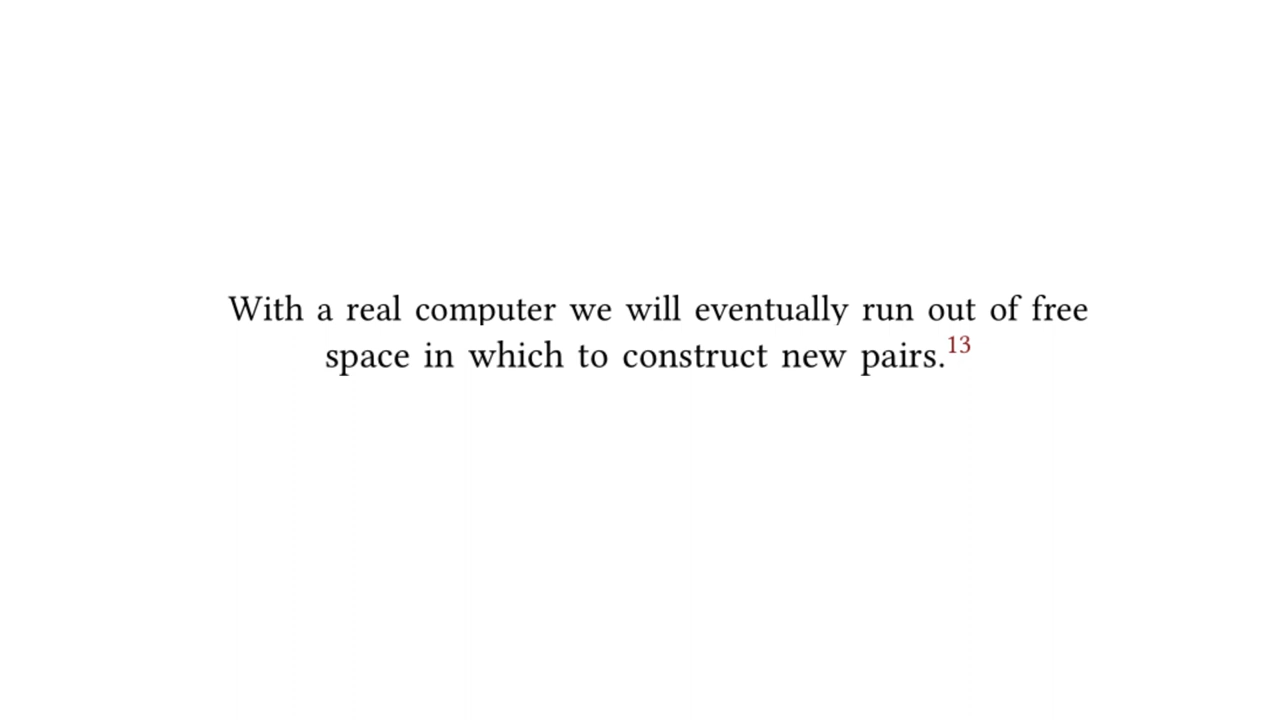 With a real computer we will eventually run out of free
space in which to construct new pairs.13